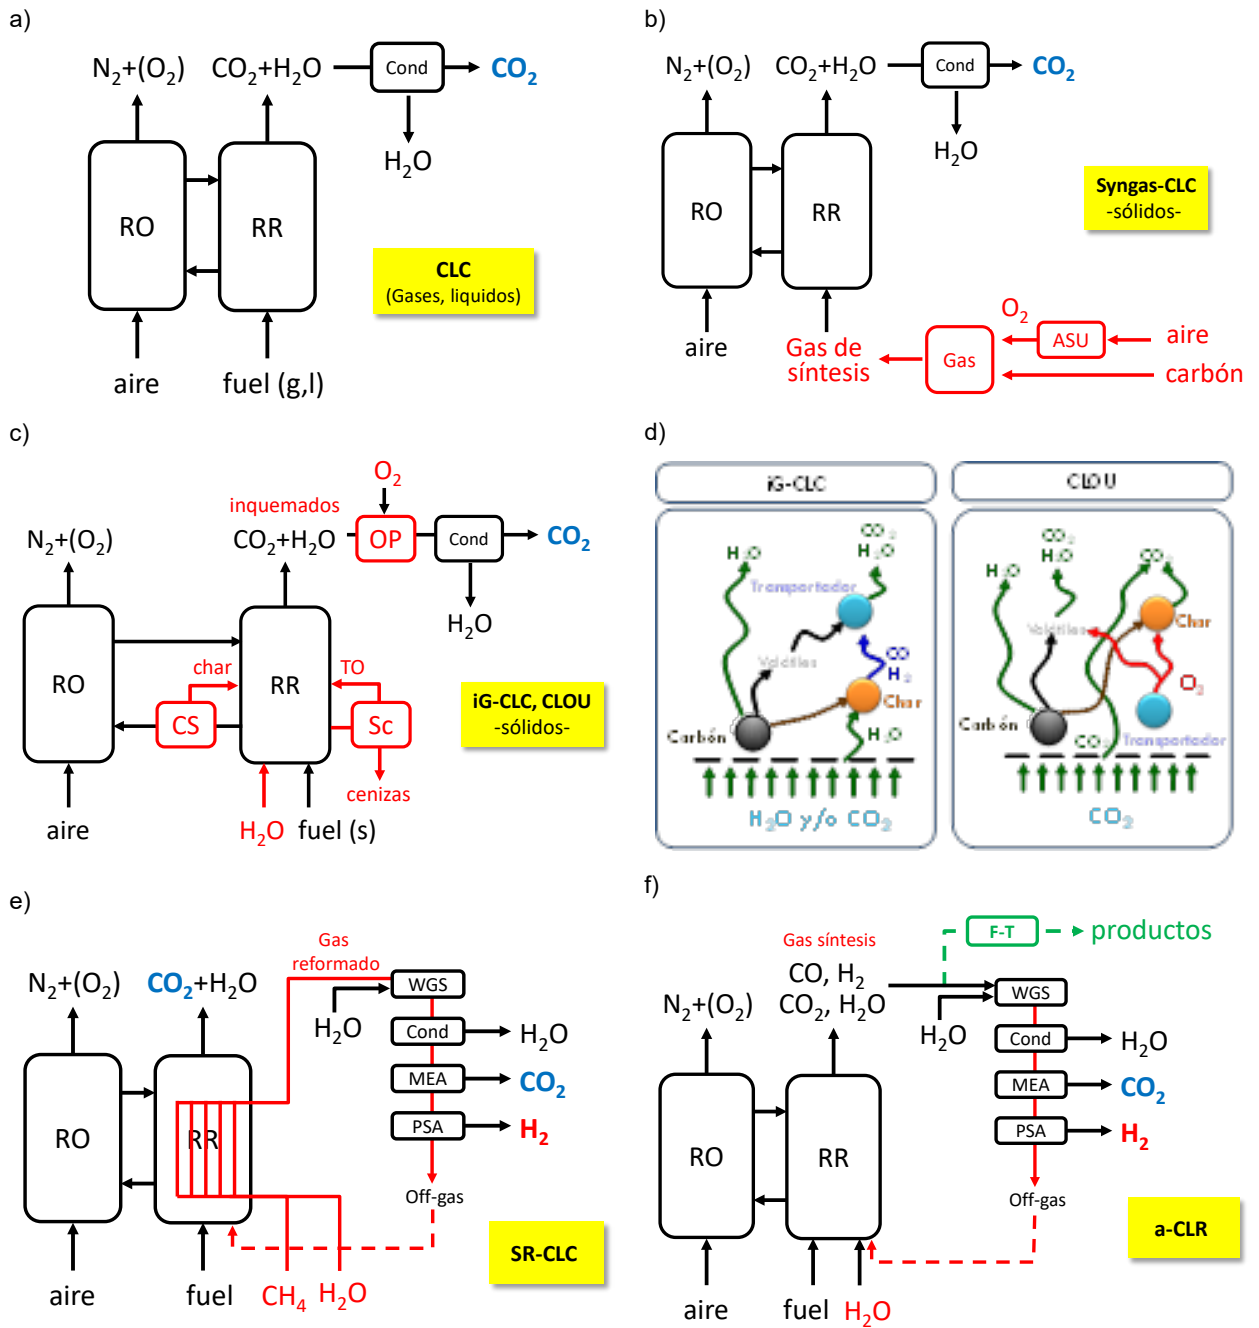 a)
N₂+(O₂)
CO₂+H₂O
Cond
CO₂
H₂O
RO
RR
CLC
(Gases, liquidos)
aire
fuel (g,l)
b)
N₂+(O₂)
CO₂+H₂O
Cond
CO₂
H₂O
RO
RR
Syngas-CLC
-sólidos-
aire
Gas de
síntesis
Gas
O₂
ASU
aire
carbón
c)
O₂
inquemados
N₂+(O₂)
CO₂+H₂O
OP
Cond
CO₂
H₂O
RO
char
CS
RR
TO
Sc
cenizas
iG-CLC, CLOU
-sólidos-
aire
H₂O
fuel (s)
d)
iG-CLC
H₂O
CO₂
H₂O
Transportador
Volátiles
CO
H₂
Char
Carbón
H₂O
H₂O y/o CO₂
CLOU
H₂O
CO₂
H₂O
CO₂
Volátiles
Char
O₂
Carbón
CO₂
Transportador
CO₂
e)
Gas
reformado
N₂+(O₂)
CO₂+H₂O
H₂O
WGS
Cond
H₂O
MEA
CO₂
PSA
H₂
Off-gas
RO
RR
SR-CLC
aire
fuel
CH₄
H₂O
f)
F-T
productos
Gas síntesis
CO, H₂
N₂+(O₂)
CO₂, H₂O
H₂O
WGS
Cond
H₂O
MEA
CO₂
PSA
H₂
Off-gas
RO
RR
a-CLR
aire
fuel
H₂O